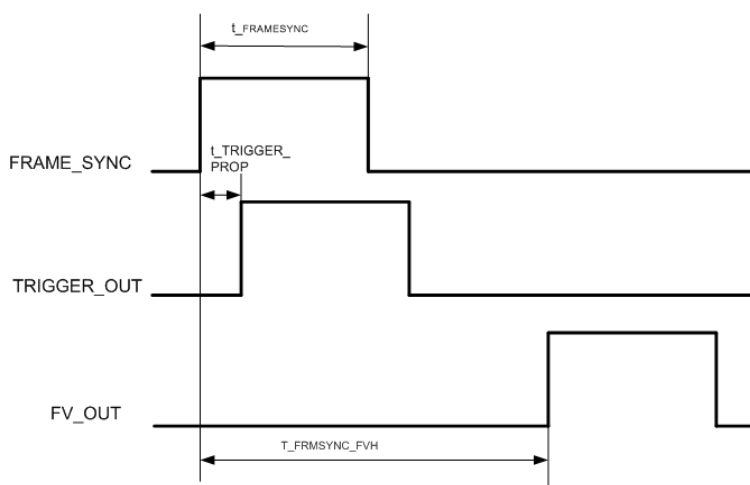 t_FRAMESYNC
t_TRIGGER_
PROP
FRAME_SYNC
TRIGGER_OUT
FV_OUT
T_FRMSYNC_FVH